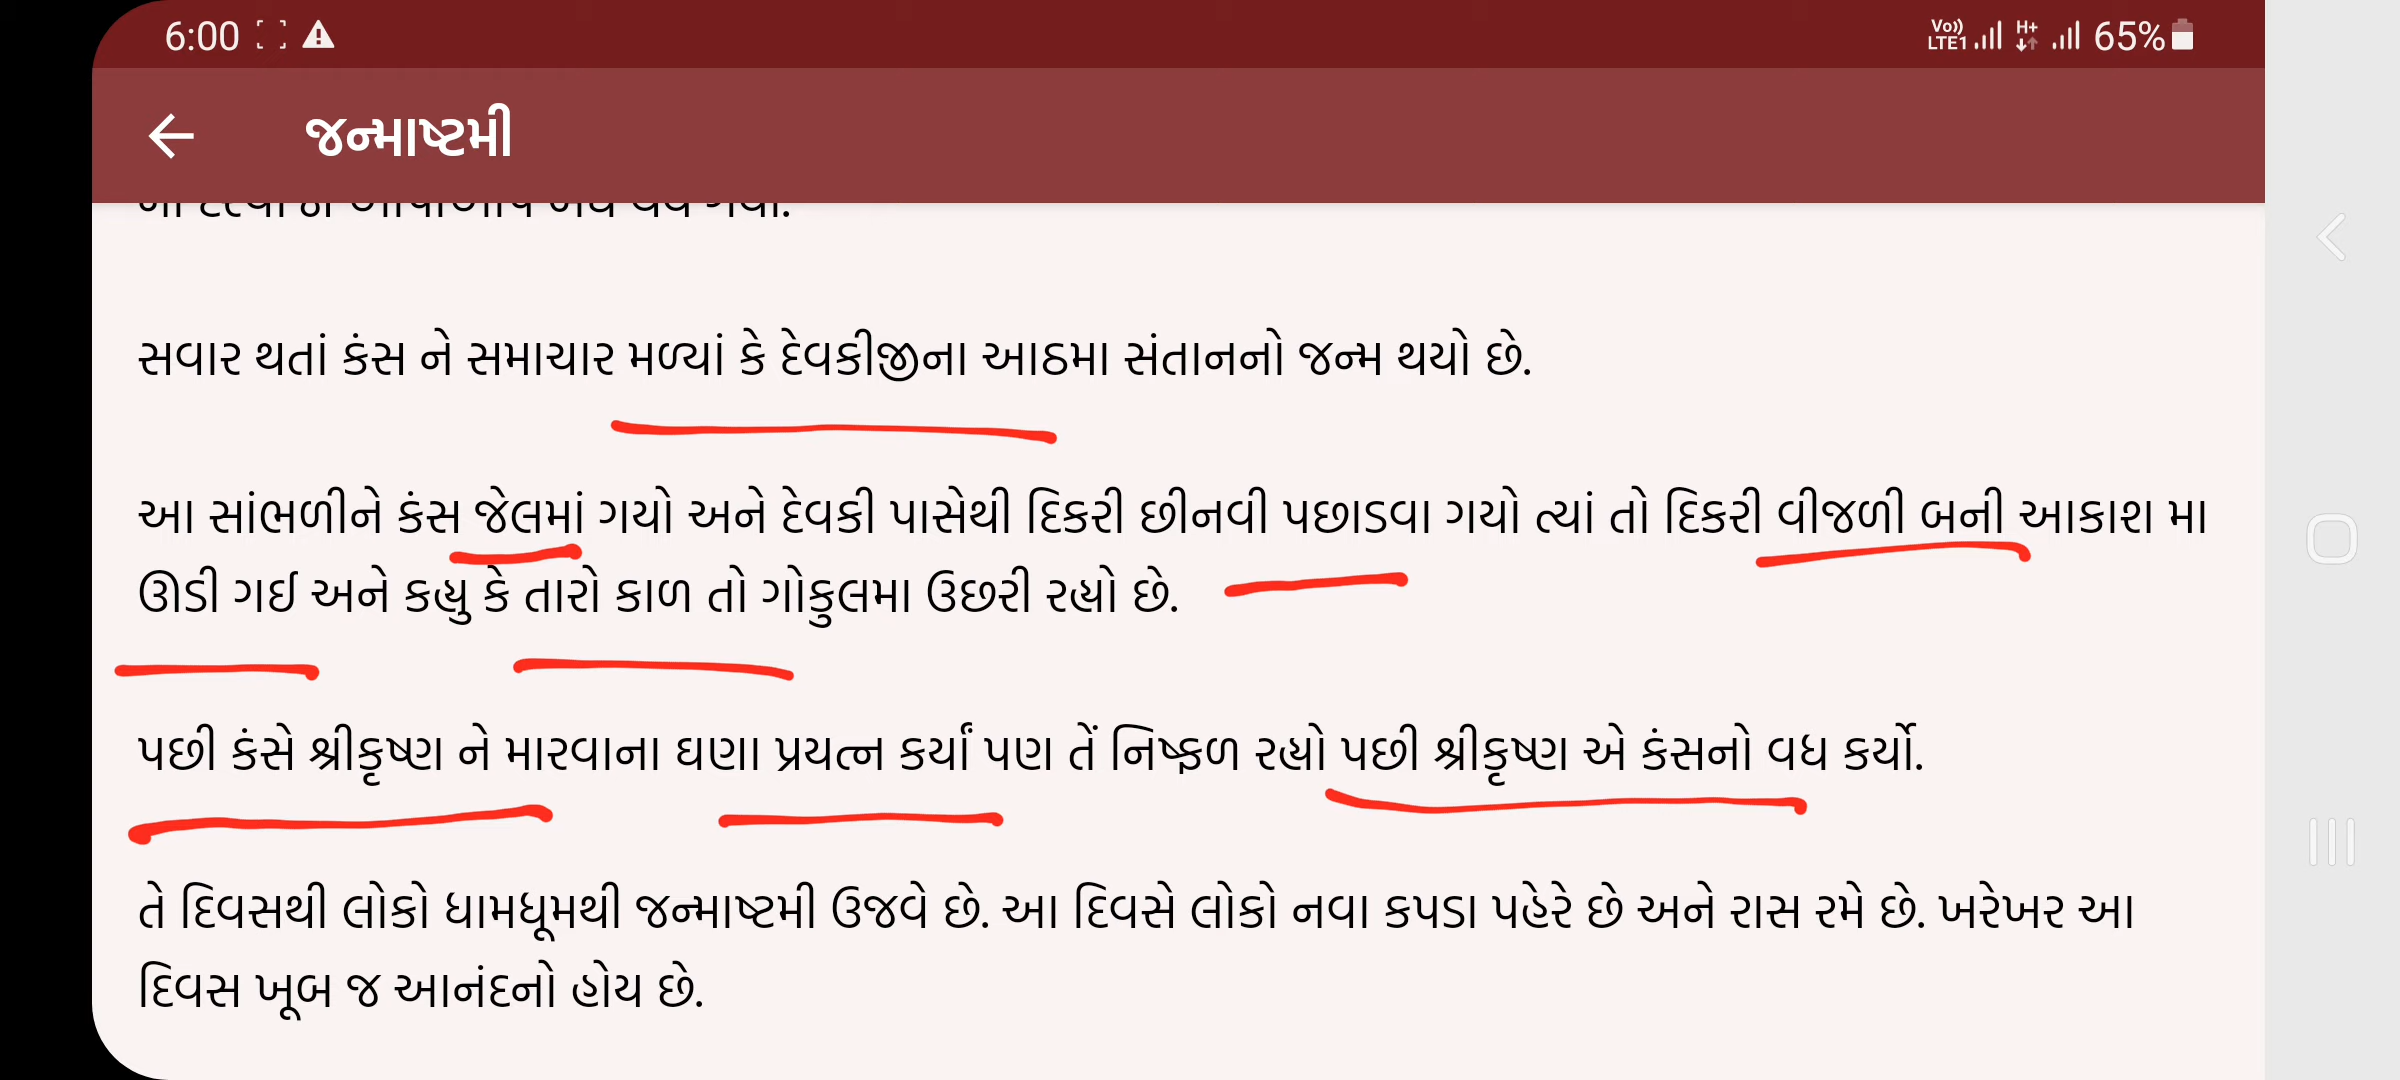 6:00
Vo)) LTE1 H+ 65%
જન્માષ્ટમી
સવાર થતાં કંસ ને સમાચાર મળ્યાં કે દેવકીજીના આઠમા સંતાનનો જન્મ થયો છે.
આ સાંભળીને કંસ જેલમાં ગયો અને દેવકી પાસેથી દિકરી છીનવી પછાડવા ગયો ત્યાં તો દિકરી વીજળી બની આકાશ મા
ઊડી ગઈ અને કહ્યુ કે તારો કાળ તો ગોકુલમા ઉછરી રહ્યો છે.
પછી કંસે શ્રીકૃષ્ણ ને મારવાના ઘણા પ્રયત્ન કર્યાં પણ તેં નિષ્ફળ રહ્યો પછી શ્રીકૃષ્ણ એ કંસનો વધ કર્યો.
તે દિવસથી લોકો ધામધૂમથી જન્માષ્ટમી ઉજવે છે. આ દિવસે લોકો નવા કપડા પહેરે છે અને રાસ રમે છે. ખરેખર આ
દિવસ ખૂબ જ આનંદનો હોય છે.